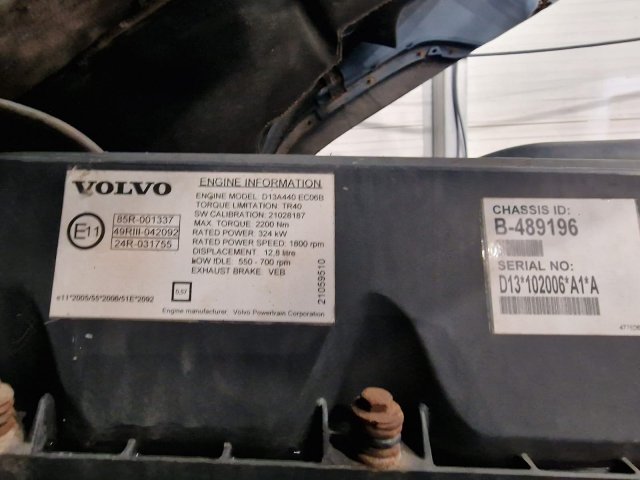 VOLVO
ENGINE INFORMATION
ENGINE MODEL: D13A440 EC06B
TORQUE LIMITATION: TR40
SW CALIBRATION: 21028187
MAX. TORQUE: 2200 Nm
RATED POWER: 324 kW
RATED POWER SPEED: 1800 rpm
DISPLACEMENT: 12,8 litre
LOW IDLE: 550 - 700 rpm
EXHAUST BRAKE: VEB
E11
85R-001337
49RIII-042092
24R-031755
0,57
21059510
e11*2005/55*2006/51E*2092
Engine manufacturer: Volvo Powertrain Corporation
CHASSIS ID:
B-489196
SERIAL NO:
D13*102006*A1*A